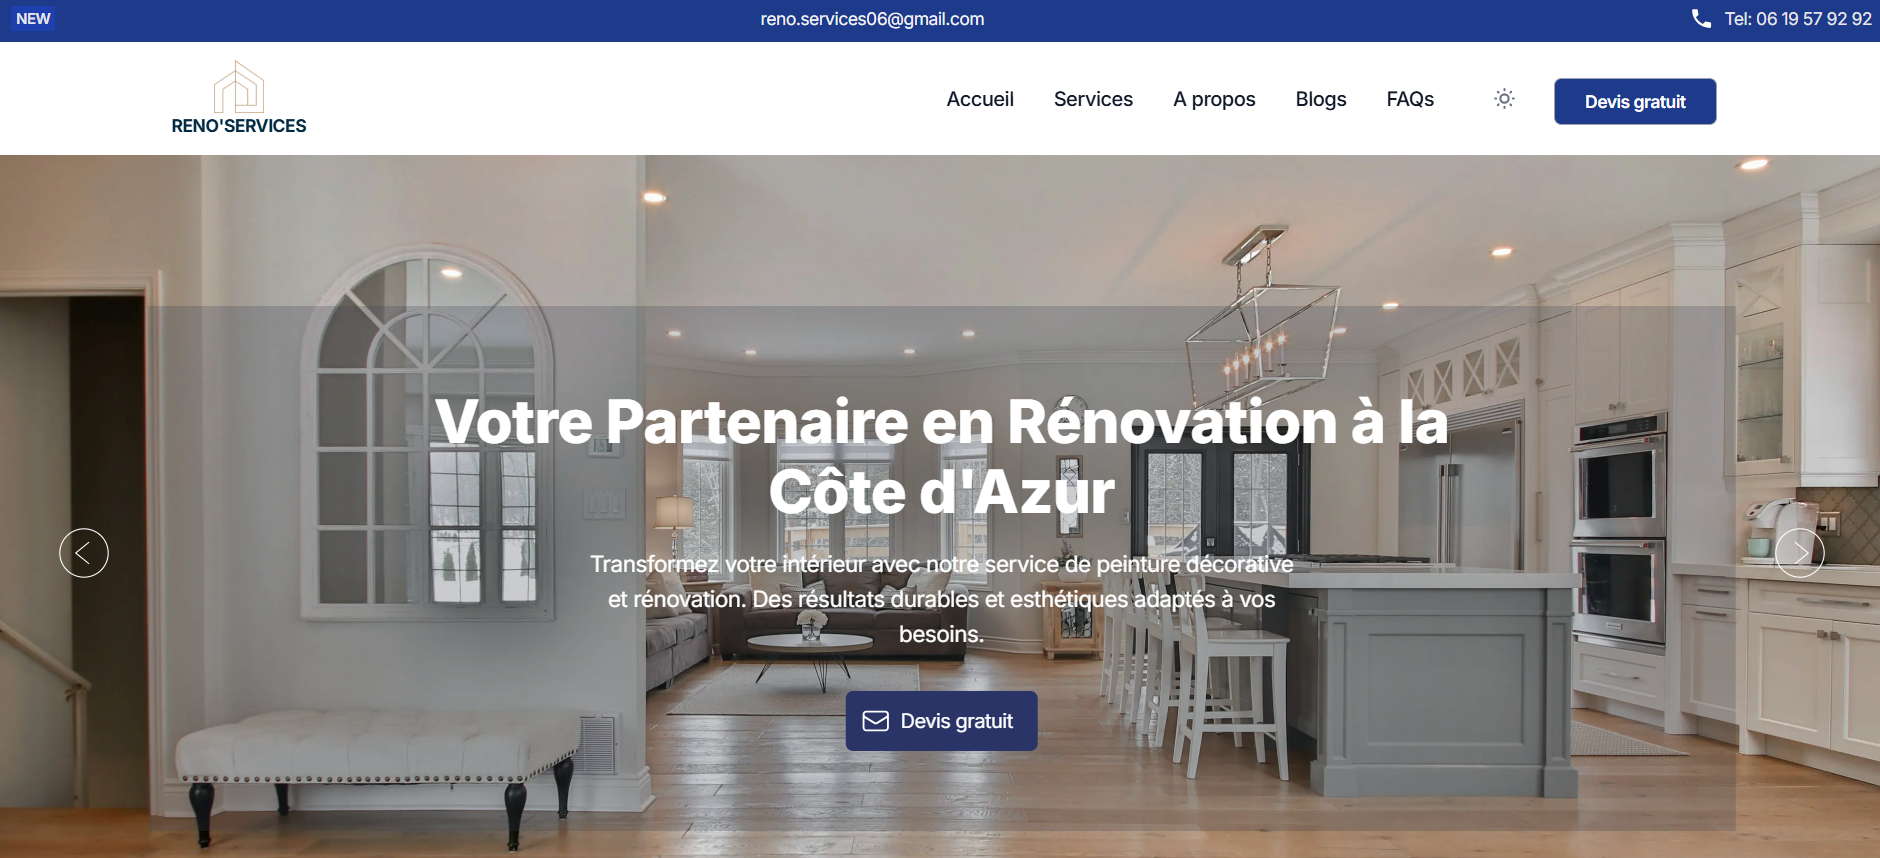 NEW
reno.services06@gmail.com
Tel: 06 19 57 92 92
RENO'SERVICES
Accueil
Services
A propos
Blogs
FAQs
Devis gratuit
Votre Partenaire en Rénovation à la
Côte d'Azur
Transformez votre intérieur avec notre service de peinture décorative
et rénovation. Des résultats durables et esthétiques adaptés à vos
besoins.
Devis gratuit